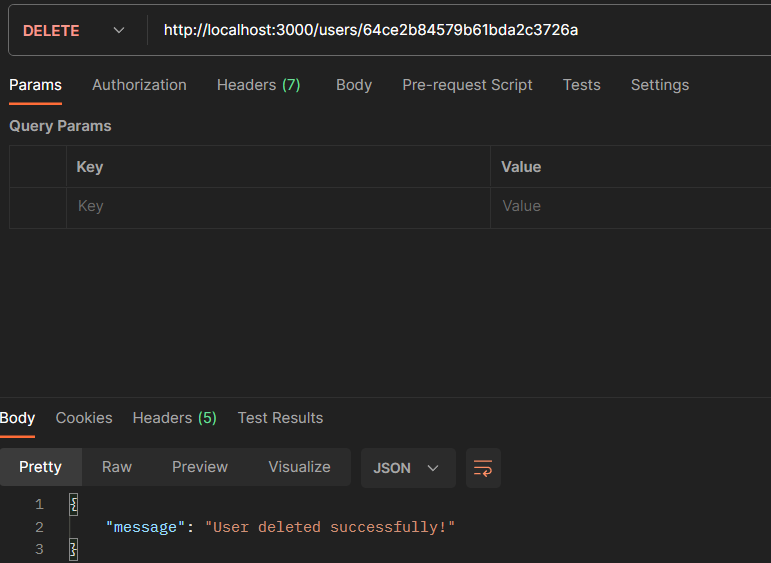 DELETE http://localhost:3000/users/64ce2b84579b61bda2c3726a
Params Authorization Headers (7) Body Pre-request Script Tests Settings
Query Params
Key Value
Key Value
Body Cookies Headers (5) Test Results
Pretty Raw Preview Visualize JSON
1 {
2 "message": "User deleted successfully!"
3 }